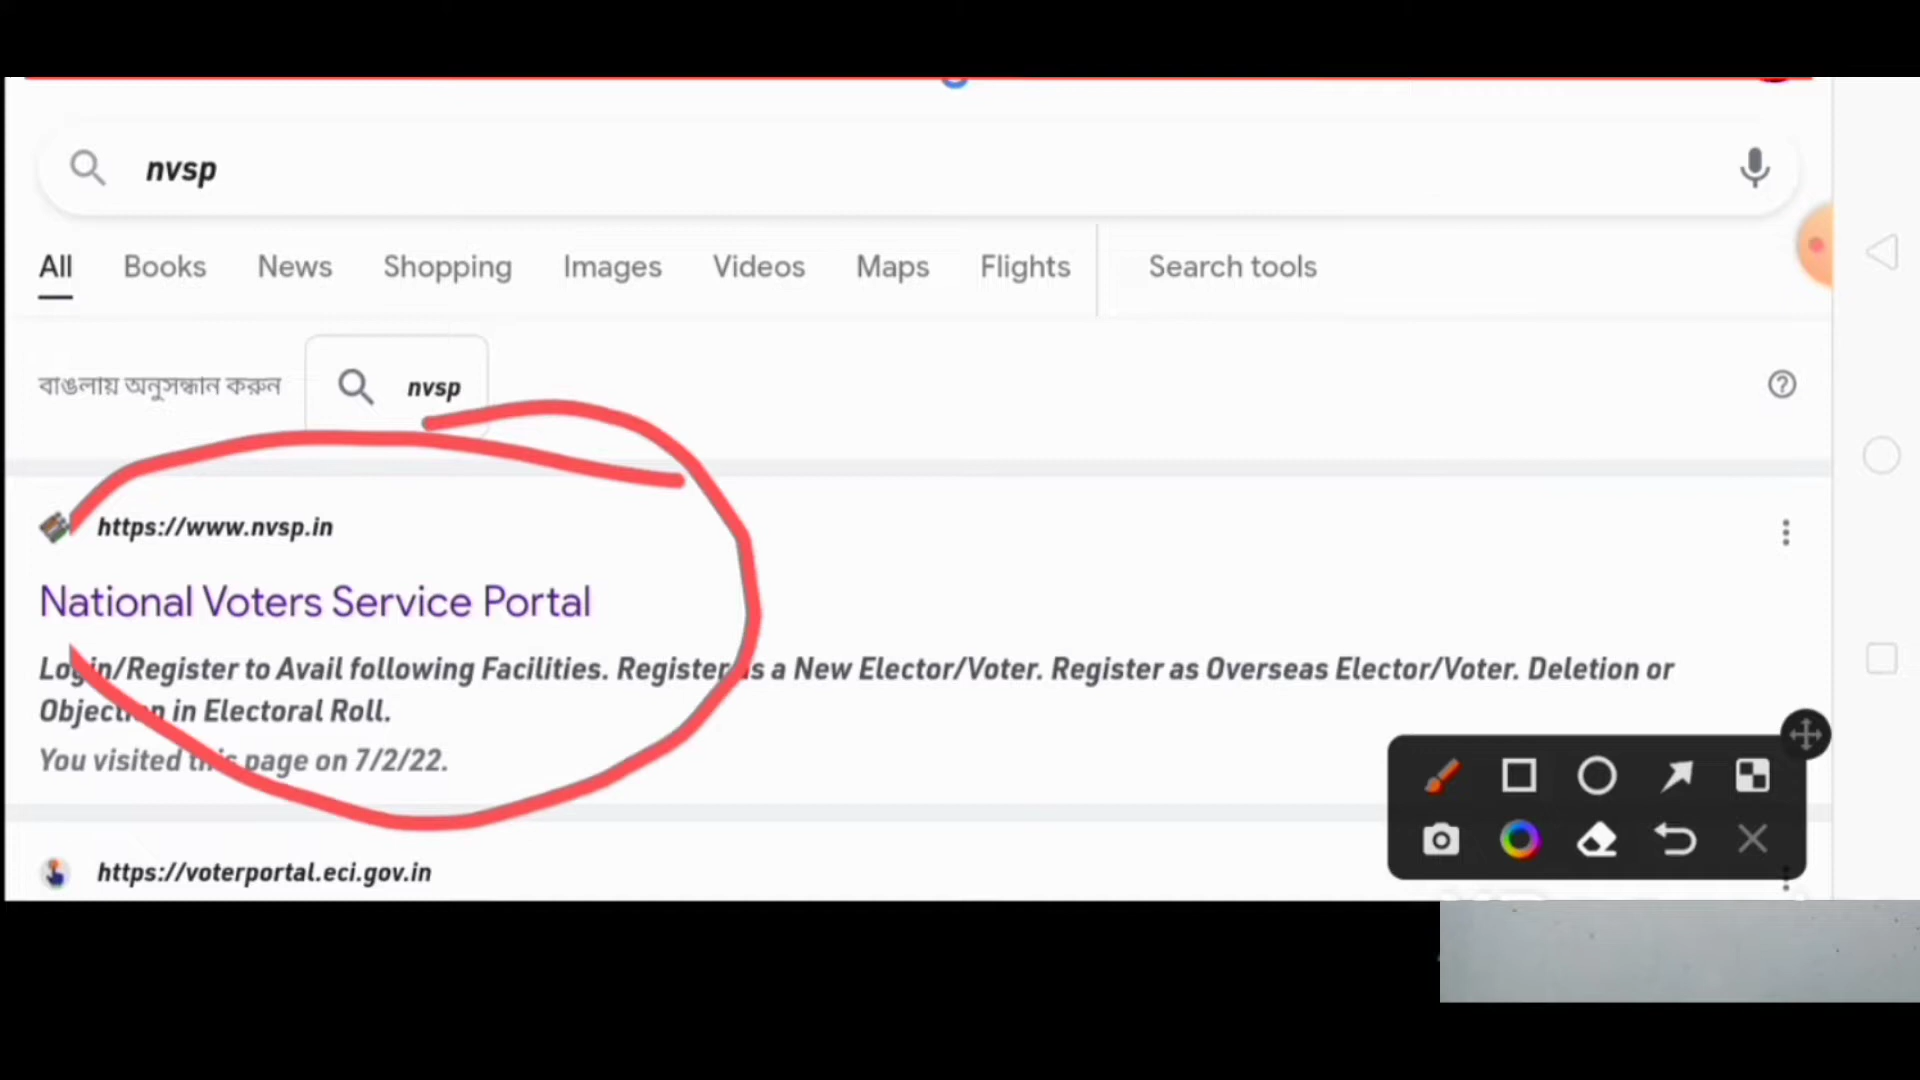 nvsp
All Books News Shopping Images Videos Maps Flights Search tools
বাঙলায় অনুসন্ধান করুন nvsp
https://www.nvsp.in
National Voters Service Portal
Login/Register to Avail following Facilities. Register as a New Elector/Voter. Register as Overseas Elector/Voter. Deletion or
Objection in Electoral Roll.
You visited this page on 7/2/22.
https://voterportal.eci.gov.in